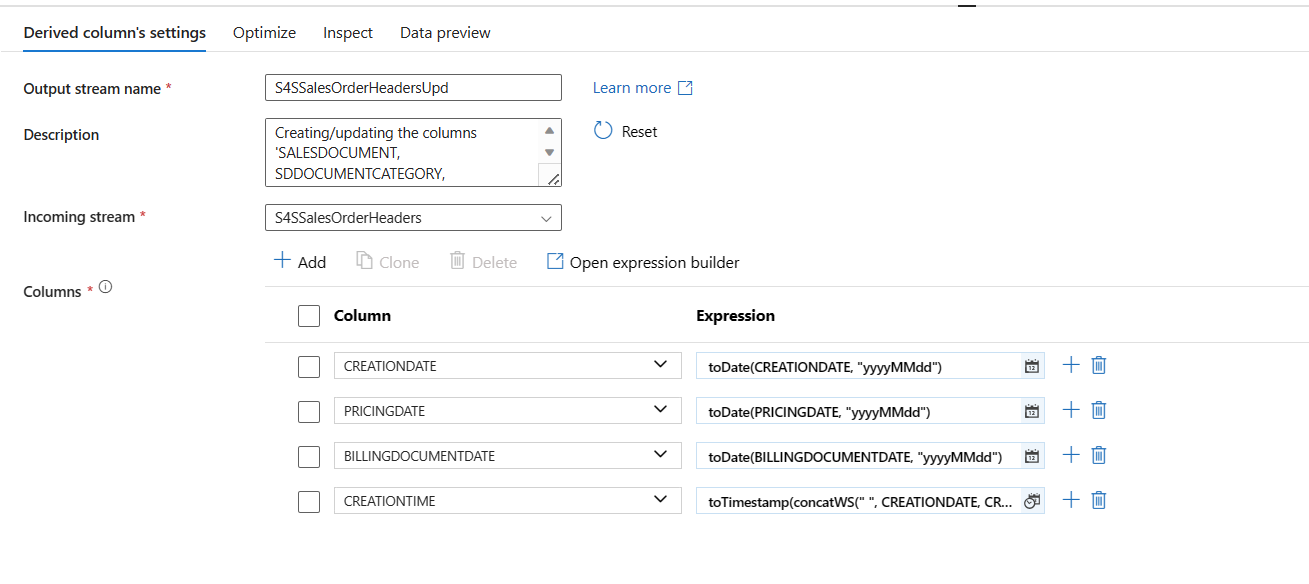 Derived column's settings Optimize Inspect Data preview
Output stream name * S4SSalesOrderHeadersUpd Learn more
Description Creating/updating the columns
'SALESDOCUMENT,
SDDOCUMENTCATEGORY,
Reset
Incoming stream * S4SSalesOrderHeaders
Add Clone Delete Open expression builder
Columns *
Column Expression
CREATIONDATE toDate(CREATIONDATE, "yyyyMMdd")
PRICINGDATE toDate(PRICINGDATE, "yyyyMMdd")
BILLINGDOCUMENTDATE toDate(BILLINGDOCUMENTDATE, "yyyyMMdd")
CREATIONTIME toTimestamp(concatWS(" ", CREATIONDATE, CR...